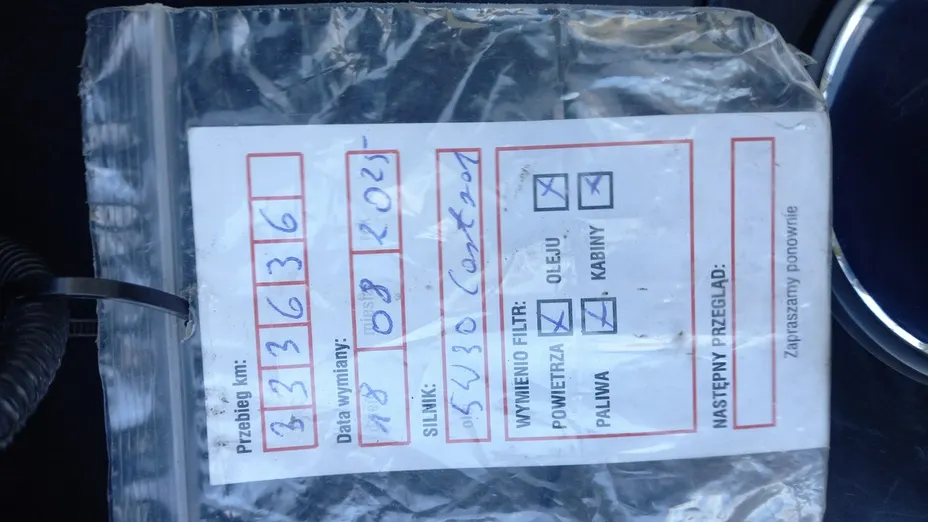 Przebieg km:
333636
Data wymiany:
18 08 2025
SILNIK:
5W30 Castrol
WYMIENIO FILTR:
POWIETRZA X OLEJU X
PALIWA X KABINY X
NASTĘPNY PRZEGLĄD:
Zapraszamy ponownie